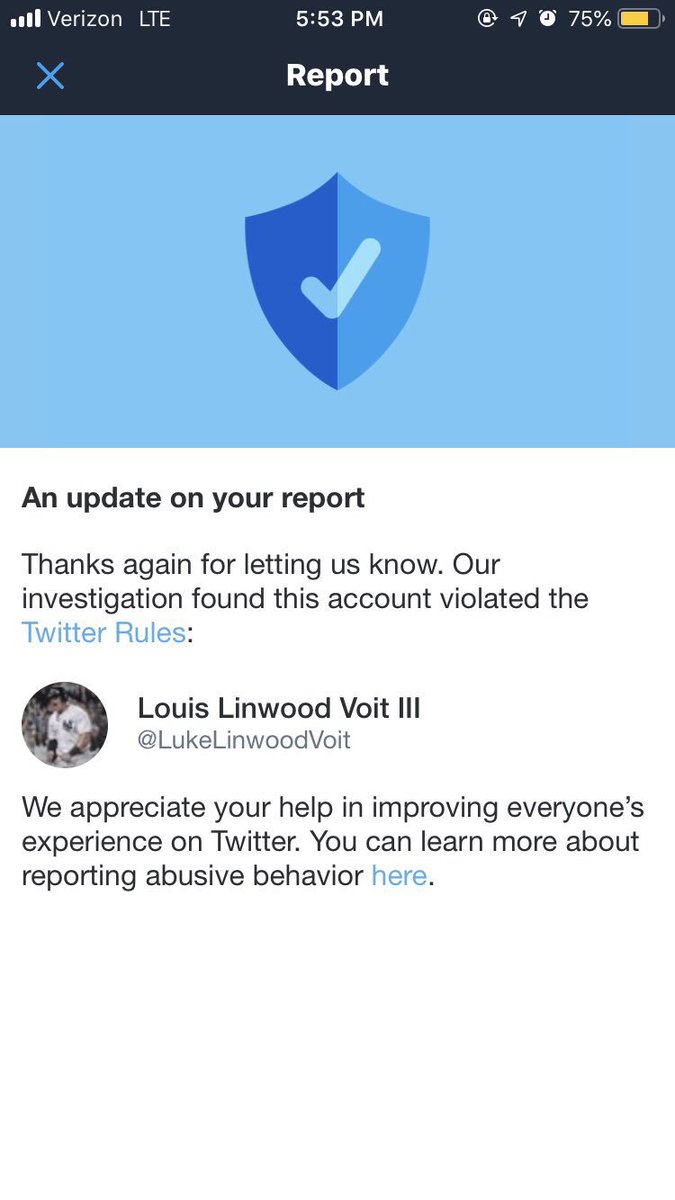 Verizon LTE 5:53 PM 75%
Report
An update on your report
Thanks again for letting us know. Our
investigation found this account violated the
Twitter Rules:
Louis Linwood Voit III
@LukeLinwoodVoit
We appreciate your help in improving everyone’s
experience on Twitter. You can learn more about
reporting abusive behavior here.